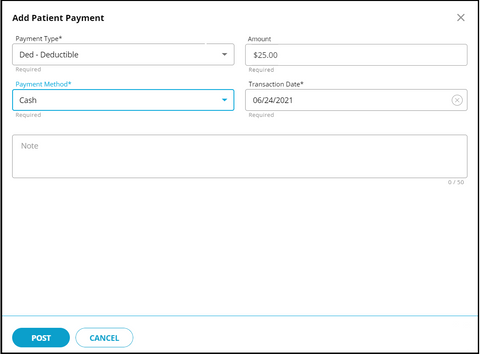 Add Patient Payment
Payment Type*
Amount
Ded - Deductible
$25.00
Required
Required
Payment Method*
Transaction Date*
Cash
06/24/2021
Required
Required
Note
0 / 50
POST
CANCEL